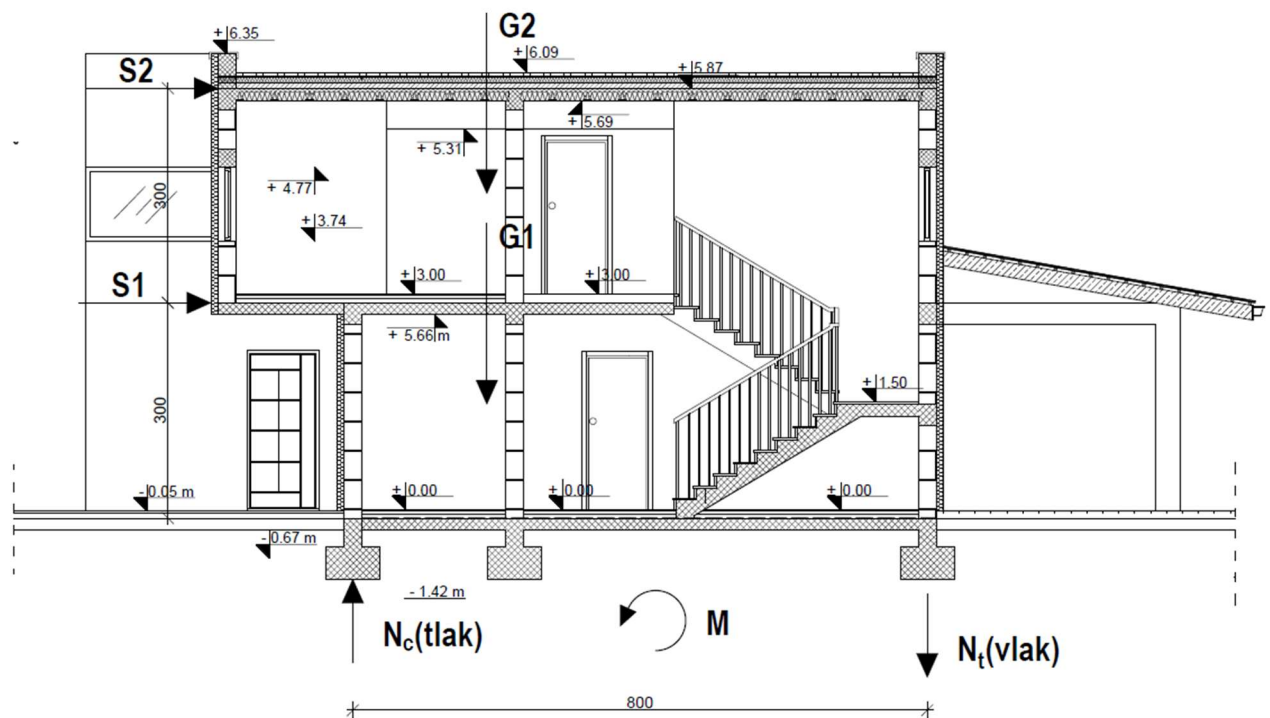 G2
+ 6.35
+ 6.09
S2
+ 5.87
+ 5.69
+ 5.31
+ 4.77
300
+ 3.74
G1
S1
+ 3.00
+ 3.00
+ 5.66 m
+ 1.50
300
- 0.05 m
+ 0.00
+ 0.00
+ 0.00
- 0.67 m
- 1.42 m
Nc(tlak)
M
Nt(vlak)
800